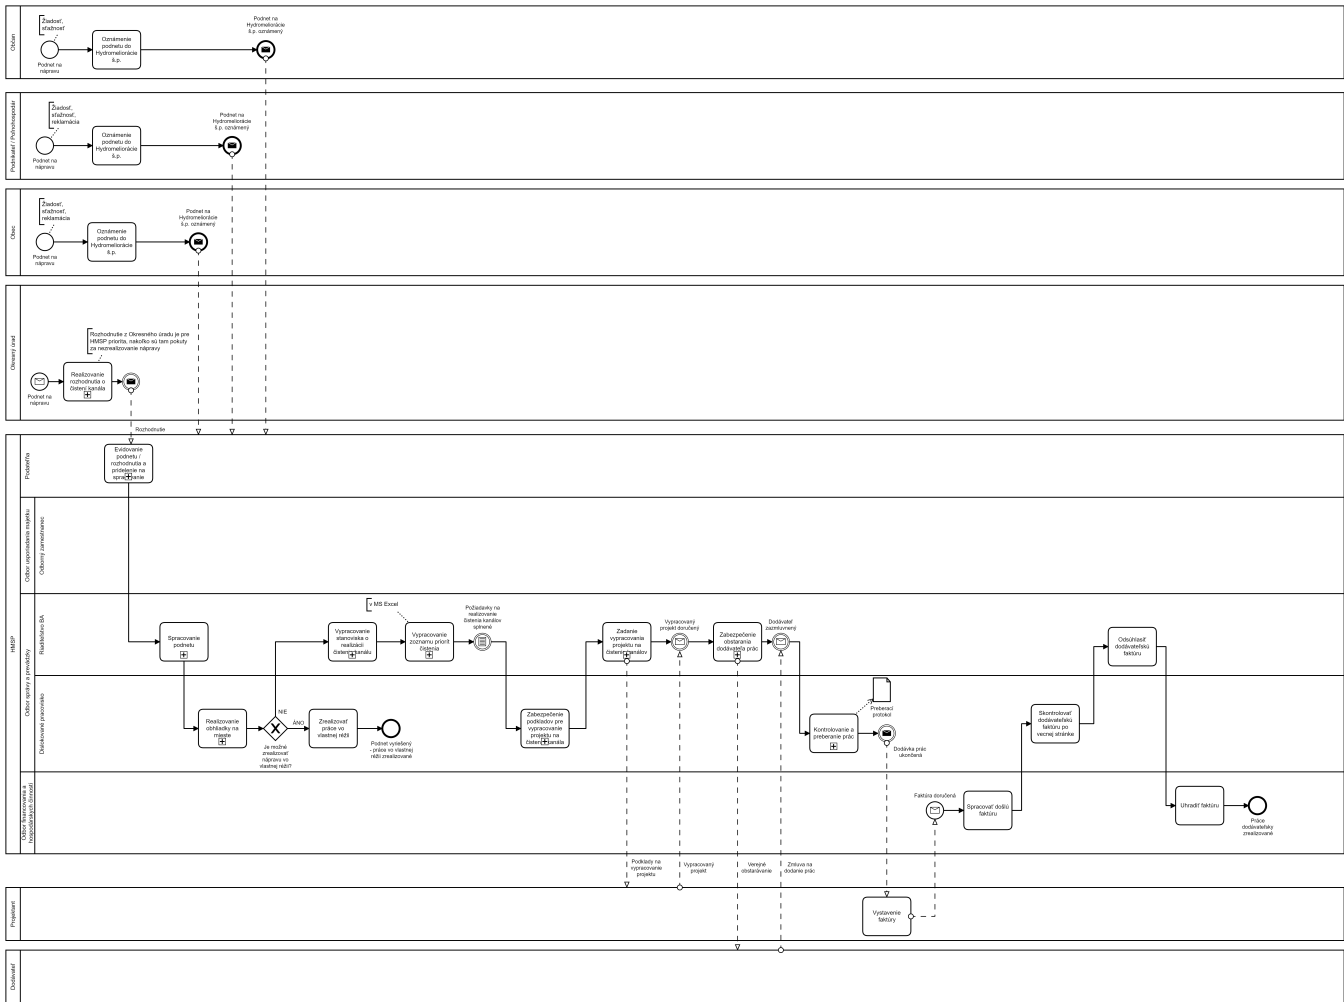 Občan
Žiadosť,
sťažnosť
Podnet na
nápravu
Oznámenie
podnetu do
Hydromeliorácie
š.p.
Podnet na
Hydromeliorácie
š.p. oznámený
Podnikateľ / Poľnohospodár
Žiadosť,
sťažnosť,
reklamácia
Podnet na
nápravu
Oznámenie
podnetu do
Hydromeliorácie
š.p.
Podnet na
Hydromeliorácie
š.p. oznámený
Obec
Žiadosť,
sťažnosť,
reklamácia
Podnet na
nápravu
Oznámenie
podnetu do
Hydromeliorácie
š.p.
Podnet na
Hydromeliorácie
š.p. oznámený
Okresný úrad
Rozhodnutie z Okresného úradu je pre
HMSP priorita, nakoľko sú tam pokuty
za nezrealizovanie nápravy
Podnet na
nápravu
Realizovanie
rozhodnutia o
čistení kanála
Rozhodnutie
HMSP
Podateľňa
Evidovanie
podnetu /
rozhodnutia a
pridelenie na
spracovanie
Odbor usporiadania majetku
Odborný zamestnanec
Odbor správy a prevádzky
Riaditeľstvo BA
Spracovanie
podnetu
Vypracovanie
stanoviska o
realizácii
čistení kanálu
v MS Excel
Vypracovanie
zoznamu priorít
čistenia
Požiadavky na
realizovanie
čistenia kanálov
splnené
Zadanie
vypracovania
projektu na
čistenie kanálov
Vypracovaný
projekt doručený
Zabezpečenie
obstarania
dodávateľa prác
Dodávateľ
zazmluvnený
Odsúhlasiť
dodávateľskú
faktúru
Dislokované pracovisko
Realizovanie
obhliadky na
mieste
NIE
ÁNO
Je možné
zrealizovať
nápravu vo
vlastnej réžii?
Zrealizovať
práce vo
vlastnej réžii
Podnet vyriešený
- práce vo vlastnej
réžii zrealizované
Zabezpečenie
podkladov pre
vypracovanie
projektu na
čistenie kanála
Kontrolovanie a
preberanie prác
Preberací
protokol
Dodávka prác
ukončená
Skontrolovať
dodávateľskú
faktúru po
vecnej stránke
Odbor financovania a
hospodárskych činností
Faktúra doručená
Spracovať došlú
faktúru
Uhradiť faktúru
Práce
dodávateľsky
zrealizované
Podklady na
vypracovanie
projektu
Vypracovaný
projekt
Verejné
obstarávanie
Zmluva na
dodanie prác
Projektant
Vystavenie
faktúry
Dodávateľ